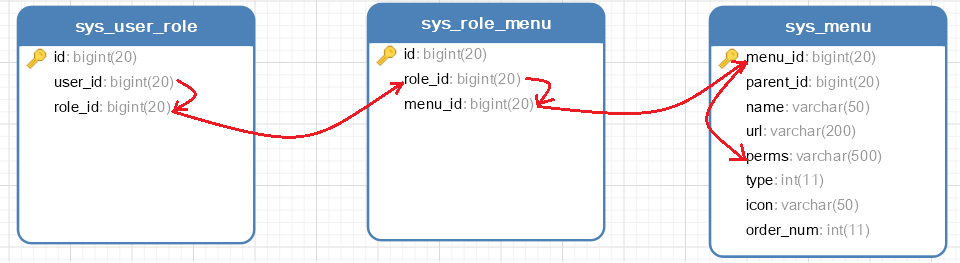 sys_user_role
id: bigint(20)
user_id: bigint(20)
role_id: bigint(20)
sys_role_menu
id: bigint(20)
role_id: bigint(20)
menu_id: bigint(20)
sys_menu
menu_id: bigint(20)
parent_id: bigint(20)
name: varchar(50)
url: varchar(200)
perms: varchar(500)
type: int(11)
icon: varchar(50)
order_num: int(11)